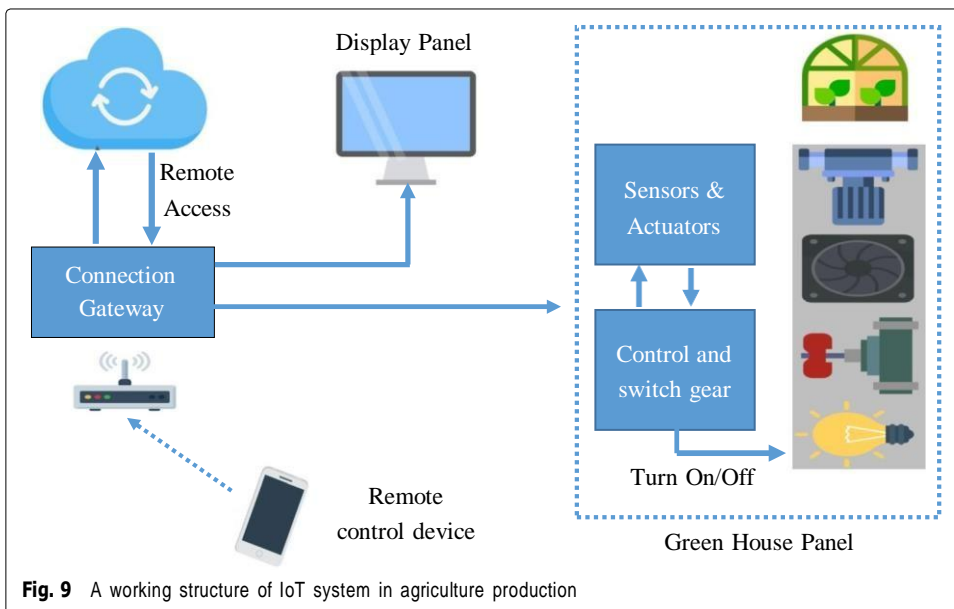 Display Panel
Remote
Access
Connection
Gateway
Sensors &
Actuators
Control and
switch gear
Turn On/Off
Remote
control device
Green House Panel
Fig. 9 A working structure of IoT system in agriculture production